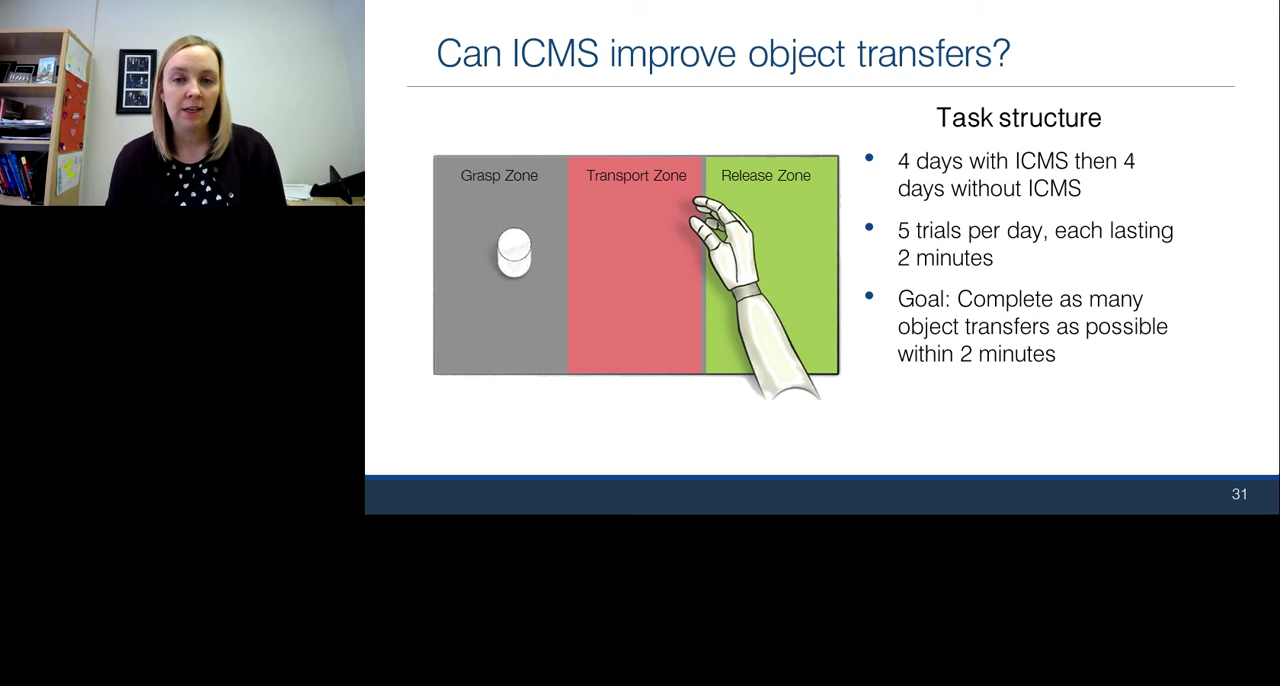 Can ICMS improve object transfers?
Task structure
Grasp Zone
Transport Zone
Release Zone
• 4 days with ICMS then 4
days without ICMS
• 5 trials per day, each lasting
2 minutes
• Goal: Complete as many
object transfers as possible
within 2 minutes
31